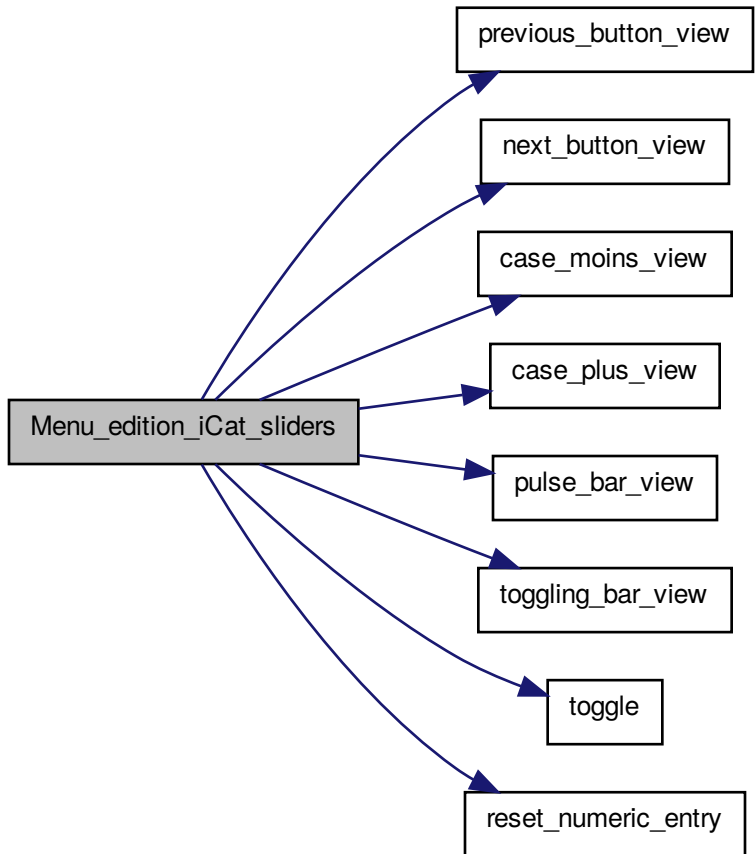 previous_button_view
next_button_view
case_moins_view
case_plus_view
Menu_edition_iCat_sliders
pulse_bar_view
toggling_bar_view
toggle
reset_numeric_entry